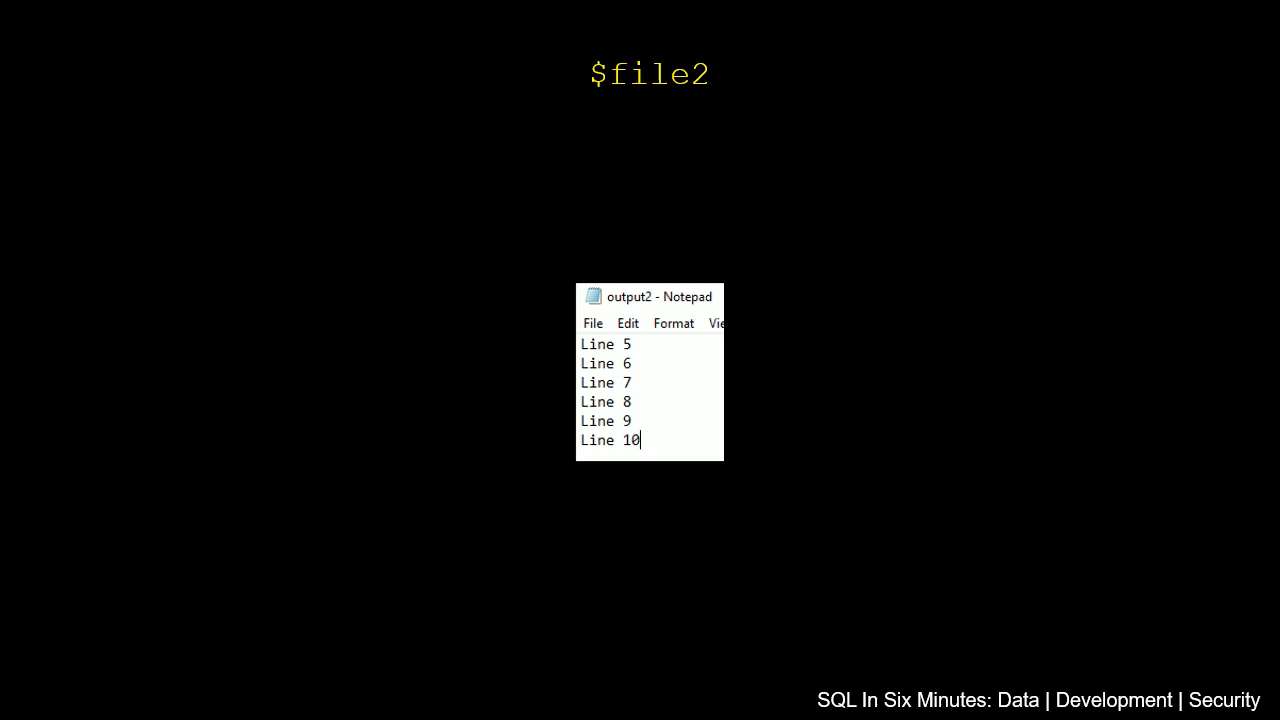 $file2
output2 - Notepad
File Edit Format Vie
Line 5
Line 6
Line 7
Line 8
Line 9
Line 10
SQL In Six Minutes: Data | Development | Security